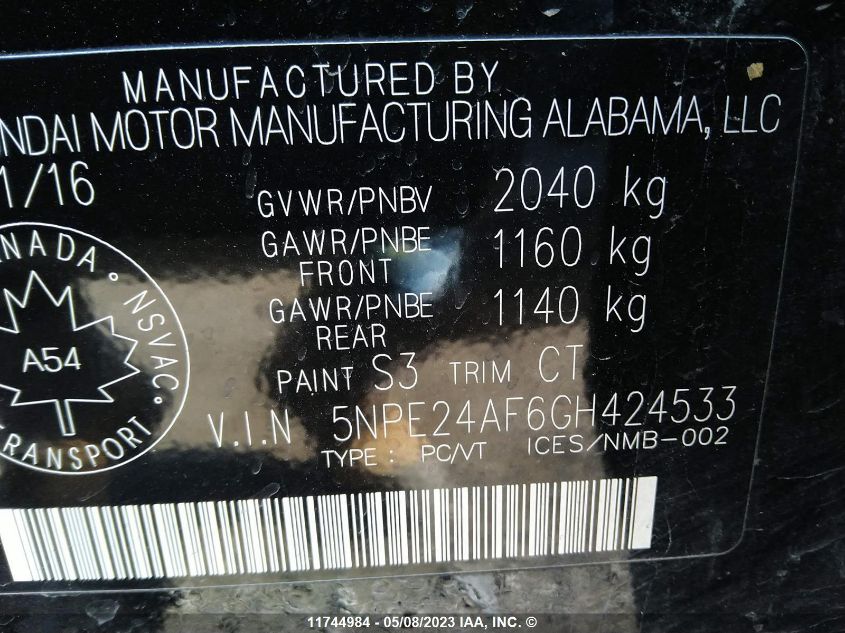 MANUFACTURED BY
NDAI MOTOR MANUFACTURING ALABAMA, LLC
1/16
GVWR/PNBV 2040 kg
GAWR/PNBE FRONT 1160 kg
GAWR/PNBE REAR 1140 kg
PAINT S3 TRIM CT
V.I.N 5NPE24AF6GH424533
TYPE : PC/VT ICES/NMB-002
ANADA · NSVAC ·
A54
TRANSPORT
11744984 - 05/08/2023 IAA, INC. ©